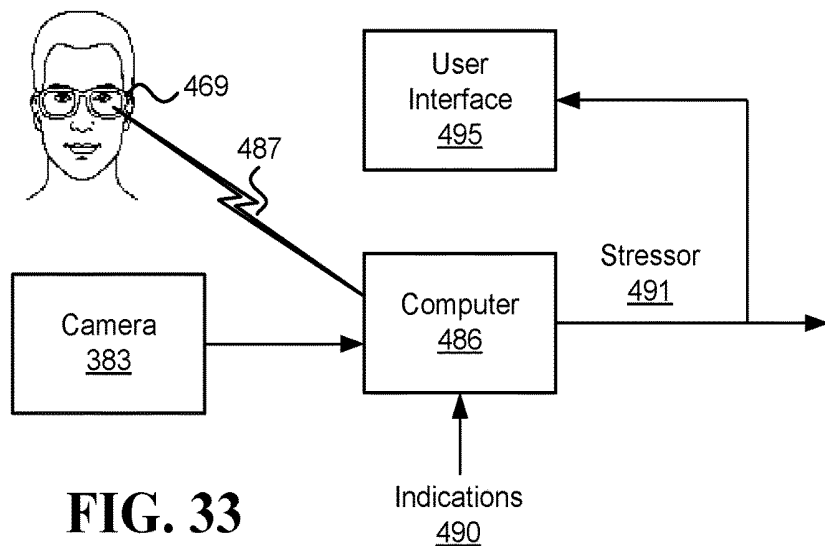 469
User
Interface
495
487
Stressor
491
Camera
383
Computer
486
Indications
490
FIG. 33